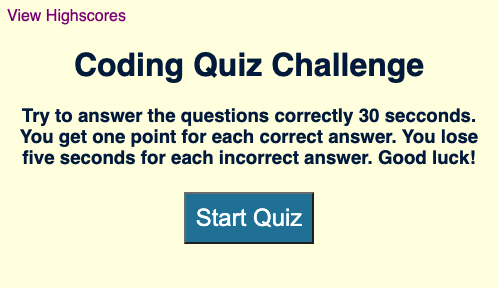 View Highscores
Coding Quiz Challenge
Try to answer the questions correctly 30 secconds.
You get one point for each correct answer. You lose
five seconds for each incorrect answer. Good luck!
Start Quiz